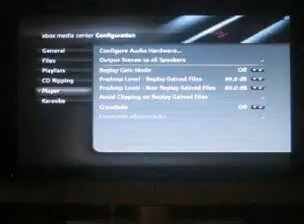 xbox media center Configuration
General
Files
Playlists
CD Ripping
Player
Karaoke
Configure Audio Hardware...
Output Stereo to all Speakers
Replay Gain Mode Off
PreAmp Level - Replay Gained Files 89.0 dB
PreAmp Level - Non Replay Gained Files 89.0 dB
Avoid Clipping on Replay Gained Files
Crossfade Off